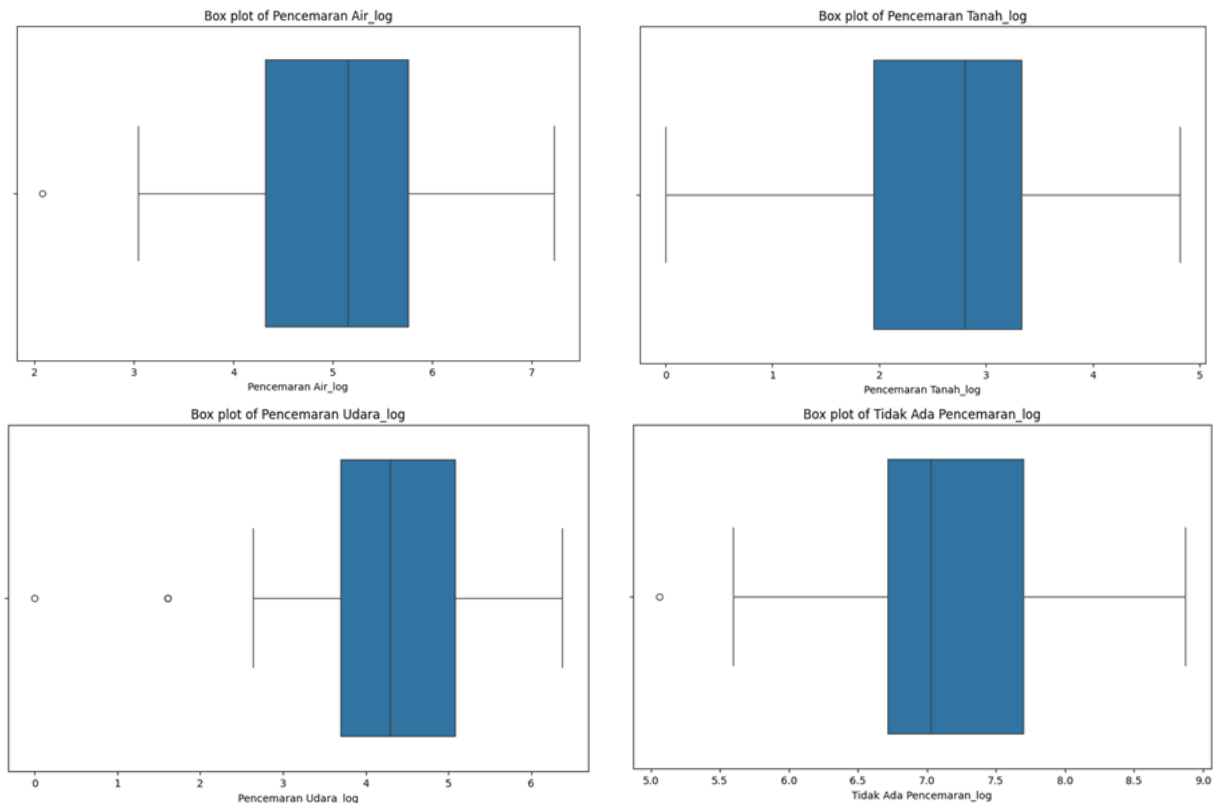 Box plot of Pencemaran Air_log
2 3 4 5 6 7
Pencemaran Air_log
Box plot of Pencemaran Tanah_log
0 1 2 3 4 5
Pencemaran Tanah_log
Box plot of Pencemaran Udara_log
0 1 2 3 4 5 6
Pencemaran Udara_log
Box plot of Tidak Ada Pencemaran_log
5.0 5.5 6.0 6.5 7.0 7.5 8.0 8.5 9.0
Tidak Ada Pencemaran_log